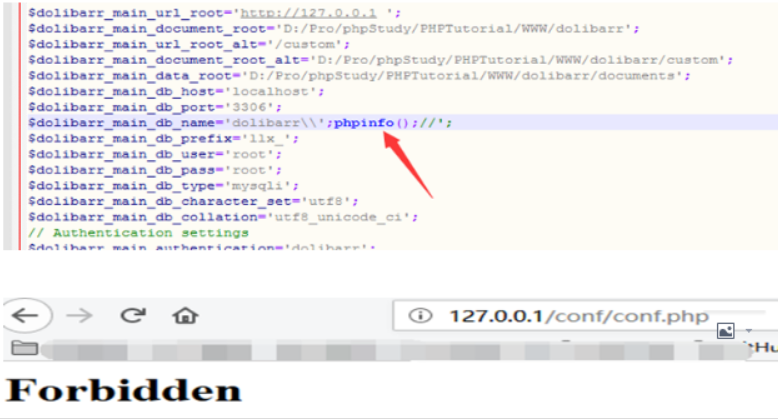 $dolibarr_main_url_root='http://127.0.0.1 ';
$dolibarr_main_document_root='D:/Pro/phpStudy/PHPTutorial/WWW/dolibarr';
$dolibarr_main_url_root_alt='/custom';
$dolibarr_main_document_root_alt='D:/Pro/phpStudy/PHPTutorial/WWW/dolibarr/custom';
$dolibarr_main_data_root='D:/Pro/phpStudy/PHPTutorial/WWW/dolibarr/documents';
$dolibarr_main_db_host='localhost';
$dolibarr_main_db_port='3306';
$dolibarr_main_db_name='dolibarr\\';phpinfo();//';
$dolibarr_main_db_prefix='llx_';
$dolibarr_main_db_user='root';
$dolibarr_main_db_pass='root';
$dolibarr_main_db_type='mysqli';
$dolibarr_main_db_character_set='utf8';
$dolibarr_main_db_collation='utf8_unicode_ci';
// Authentication settings
$dolibarr_main_authentication='dolibarr';
127.0.0.1/conf/conf.php
Forbidden